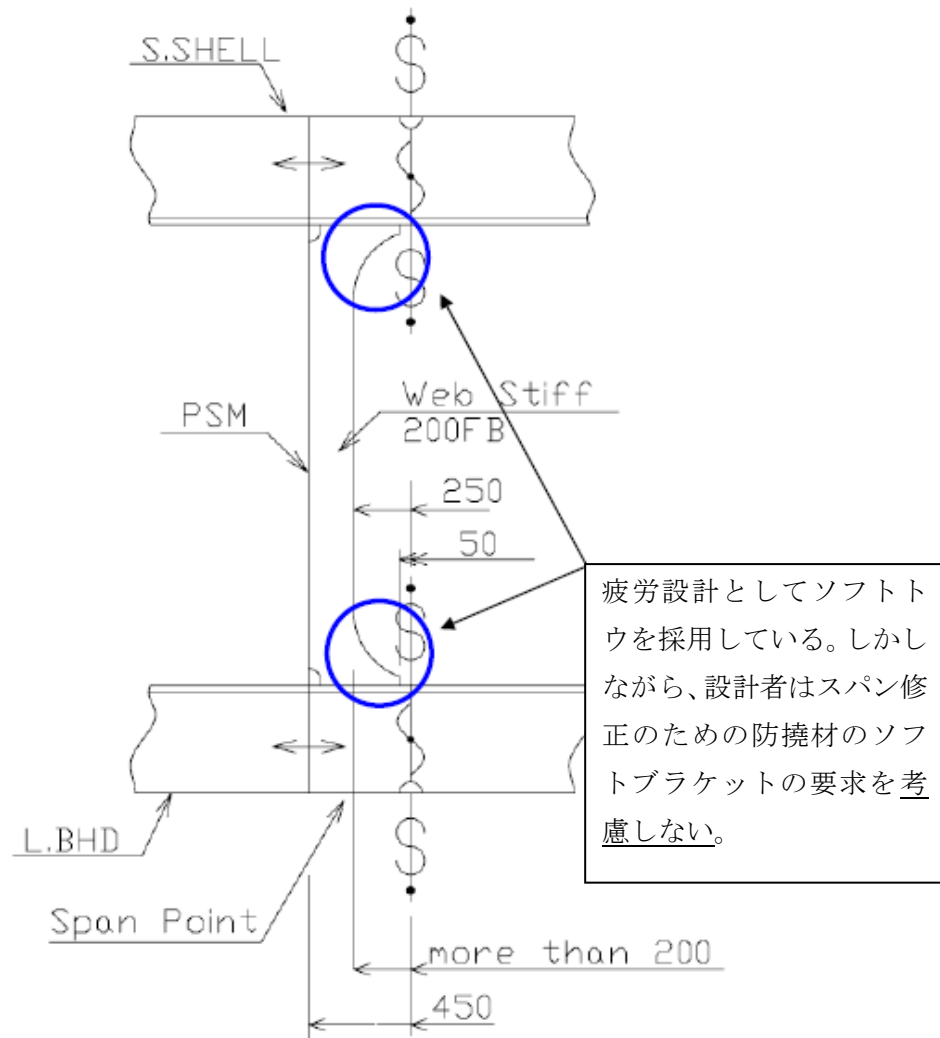 S
S.SHELL
S
Web Stiff
200FB
PSM
250
50
S
疲労設計としてソフトト
ウを採用している。しかし
ながら、設計者はスパン修
正のための防撓材のソフ
トブラケットの要求を考
慮しない。
L.BHD
S
Span Point
more than 200
450